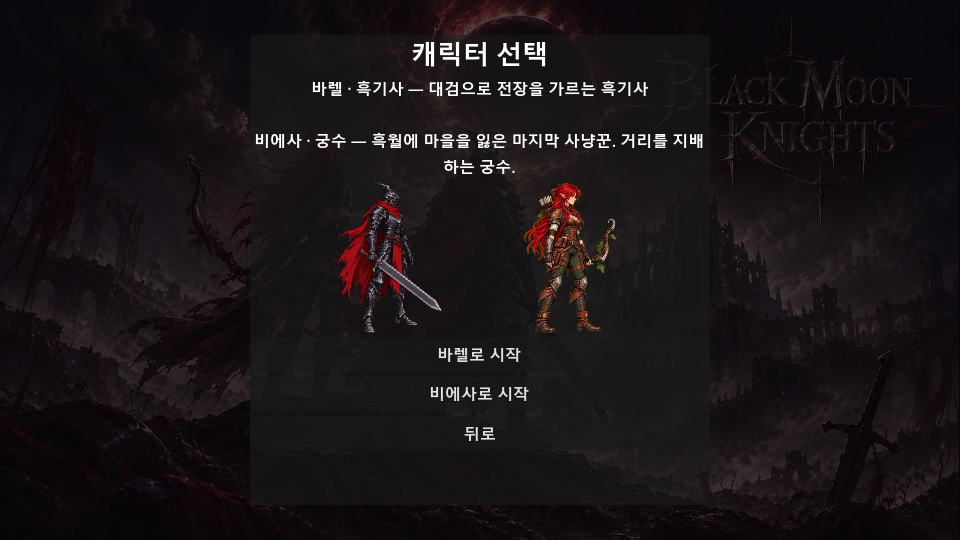 캐릭터 선택
바렐 · 흑기사 — 대검으로 전장을 가르는 흑기사
비에사 · 궁수 — 흑월에 마을을 잃은 마지막 사냥꾼. 거리를 지배
하는 궁수.
BLACK MOON
KNIGHTS
바렐로 시작
비에사로 시작
뒤로